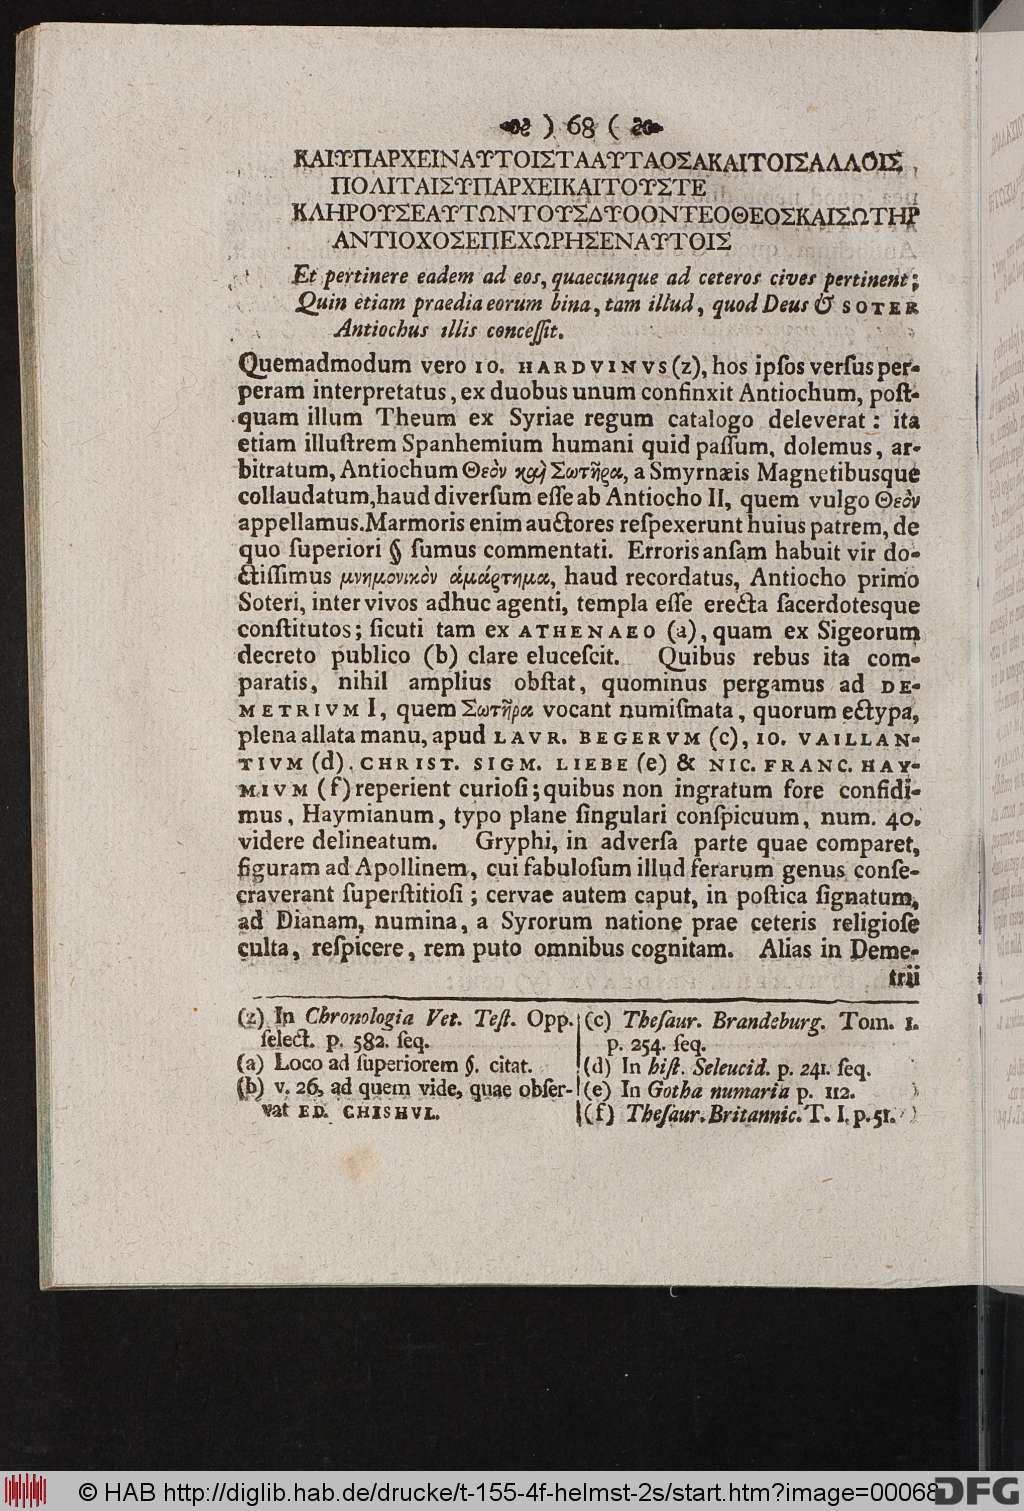 ) 68 (
ΚΑΙΥΠΑΡΧΕΙΝΑΥΤΟΙΣΤΑΑΥΤΑΟΣΑΚΑΙΤΟΙΣΑΛΛΟΙΣ
ΠΟΛΙΤΑΙΣΥΠΑΡΧΕΙΚΑΙΤΟΥΣΤΕ
ΚΛΗΡΟΥΣΕΑΥΤΩΝΤΟΥΣΔΥΟΟΝΤΕΟΘΕΟΣΚΑΙΣΩΤΗΡ
ΑΝΤΙΟΧΟΣΕΠΕΧΩΡΗΣΕΝΑΥΤΟΙΣ
Et pertinere eadem ad eos, quaecunque ad ceteros cives pertinent;
Quin etiam praedia eorum bina, tam illud, quod Deus & SOTER
Antiochus illis conceſſit.
Quemadmodum vero IO. HARDVINVS (z), hos ipſos verſus per-
peram interpretatus, ex duobus unum confinxit Antiochum, poſt-
quam illum Theum ex Syriae regum catalogo deleverat: ita
etiam illuſtrem Spanhemium humani quid paſſum, dolemus, ar-
bitratum, Antiochum Θεὸν καὶ Σωτῆρα, a Smyrnæis Magnetibusque
collaudatum, haud diverſum eſſe ab Antiocho II, quem vulgo Θεὸν
appellamus. Marmoris enim auctores reſpexerunt huius patrem, de
quo ſuperiori § ſumus commentati. Erroris anſam habuit vir do-
ctiſſimus μνημονικὸν ἁμάρτημα, haud recordatus, Antiocho primo
Soteri, inter vivos adhuc agenti, templa eſſe erecta ſacerdotesque
conſtitutos; ſicuti tam ex ATHENAEO (a), quam ex Sigeorum
decreto publico (b) clare eluceſcit. Quibus rebus ita com-
paratis, nihil amplius obſtat, quominus pergamus ad DE-
METRIVM I, quem Σωτῆρα vocant numiſmata, quorum ectypa,
plena allata manu, apud LAVR. BEGERVM (c), IO. VAILLAN-
TIVM (d). CHRIST. SIGM. LIEBE (e) & NIC. FRANC. HAY-
MIVM (f) reperient curioſi; quibus non ingratum fore confidi-
mus, Haymianum, typo plane ſingulari conſpicuum, num. 40.
videre delineatum. Gryphi, in adverſa parte quae comparet,
figuram ad Apollinem, cui fabuloſum illud ferarum genus conſe-
craverant ſuperſtitioſi; cervae autem caput, in poſtica ſignatum,
ad Dianam, numina, a Syrorum natione prae ceteris religioſe
culta, reſpicere, rem puto omnibus cognitam. Alias in Deme-
trii
(z) In Chronologia Vet. Teſt. Opp.
ſelect. p. 582. ſeq.
(a) Loco ad ſuperiorem §. citat.
(b) v. 26, ad quem vide, quae obſer-
vat ED. CHISHVL.
(c) Theſaur. Brandeburg. Tom. 1.
p. 254. ſeq.
(d) In hiſt. Seleucid. p. 241. ſeq.
(e) In Gotha numaria p. 112.
(f) Theſaur. Britannic. T. I. p. 51.
© HAB http://diglib.hab.de/drucke/t-155-4f-helmst-2s/start.htm?image=00068
DFG